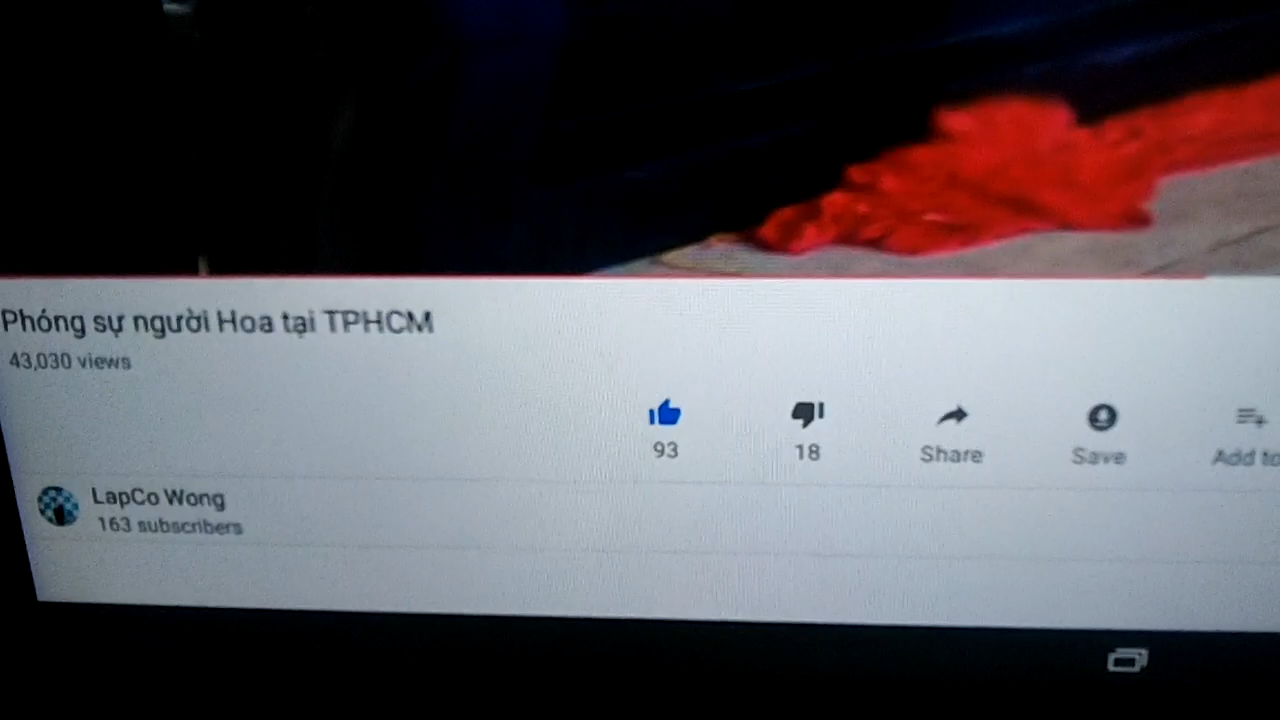 Phóng sự người Hoa tại TPHCM
43,030 views
93
18
Share
Save
Add to
LapCo Wong
163 subscribers